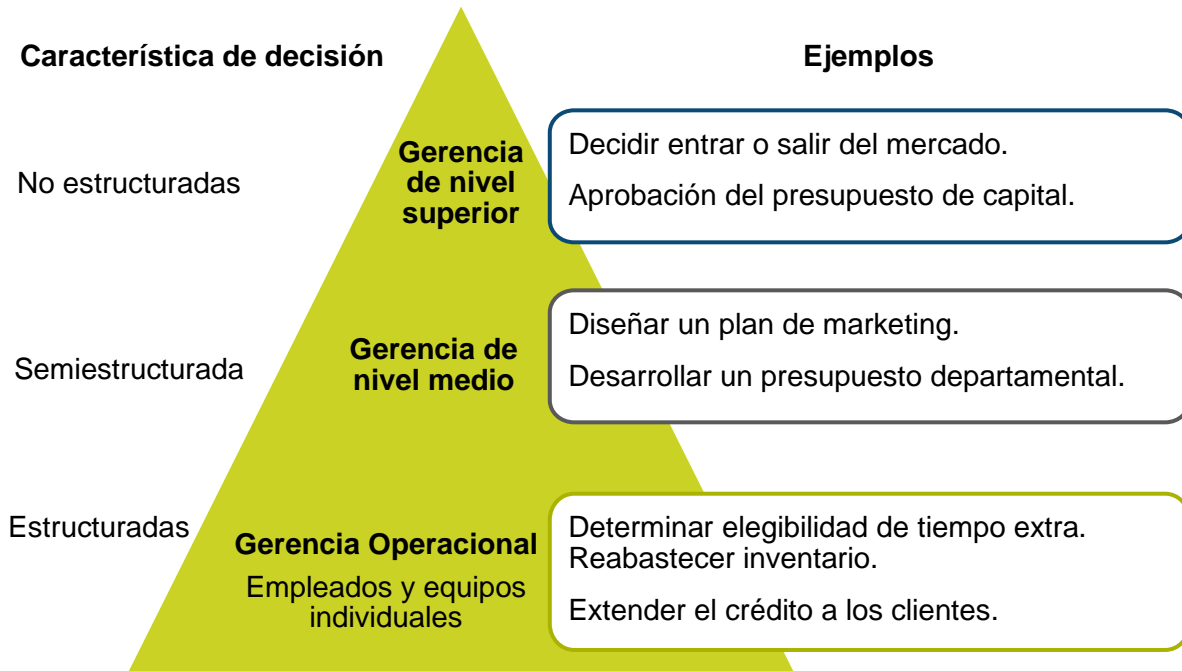 Característica de decisión
Ejemplos
No estructuradas
Gerencia
de nivel
superior
Decidir entrar o salir del mercado.
Aprobación del presupuesto de capital.
Semiestructurada
Gerencia de
nivel medio
Diseñar un plan de marketing.
Desarrollar un presupuesto departamental.
Estructuradas
Gerencia Operacional
Empleados y equipos
individuales
Determinar elegibilidad de tiempo extra.
Reabastecer inventario.
Extender el crédito a los clientes.